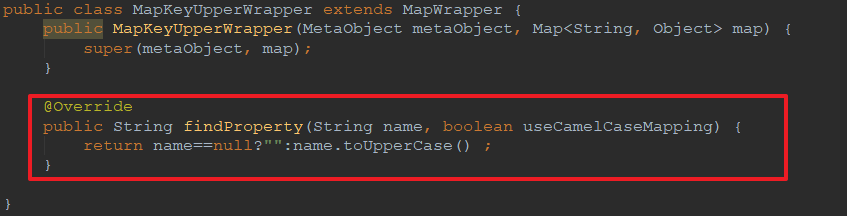 public class MapKeyUpperWrapper extends MapWrapper {
    public MapKeyUpperWrapper(MetaObject metaObject, Map<String, Object> map) {
        super(metaObject, map);
    }

    @Override
    public String findProperty(String name, boolean useCamelCaseMapping) {
        return name==null?"":name.toUpperCase() ;
    }

}